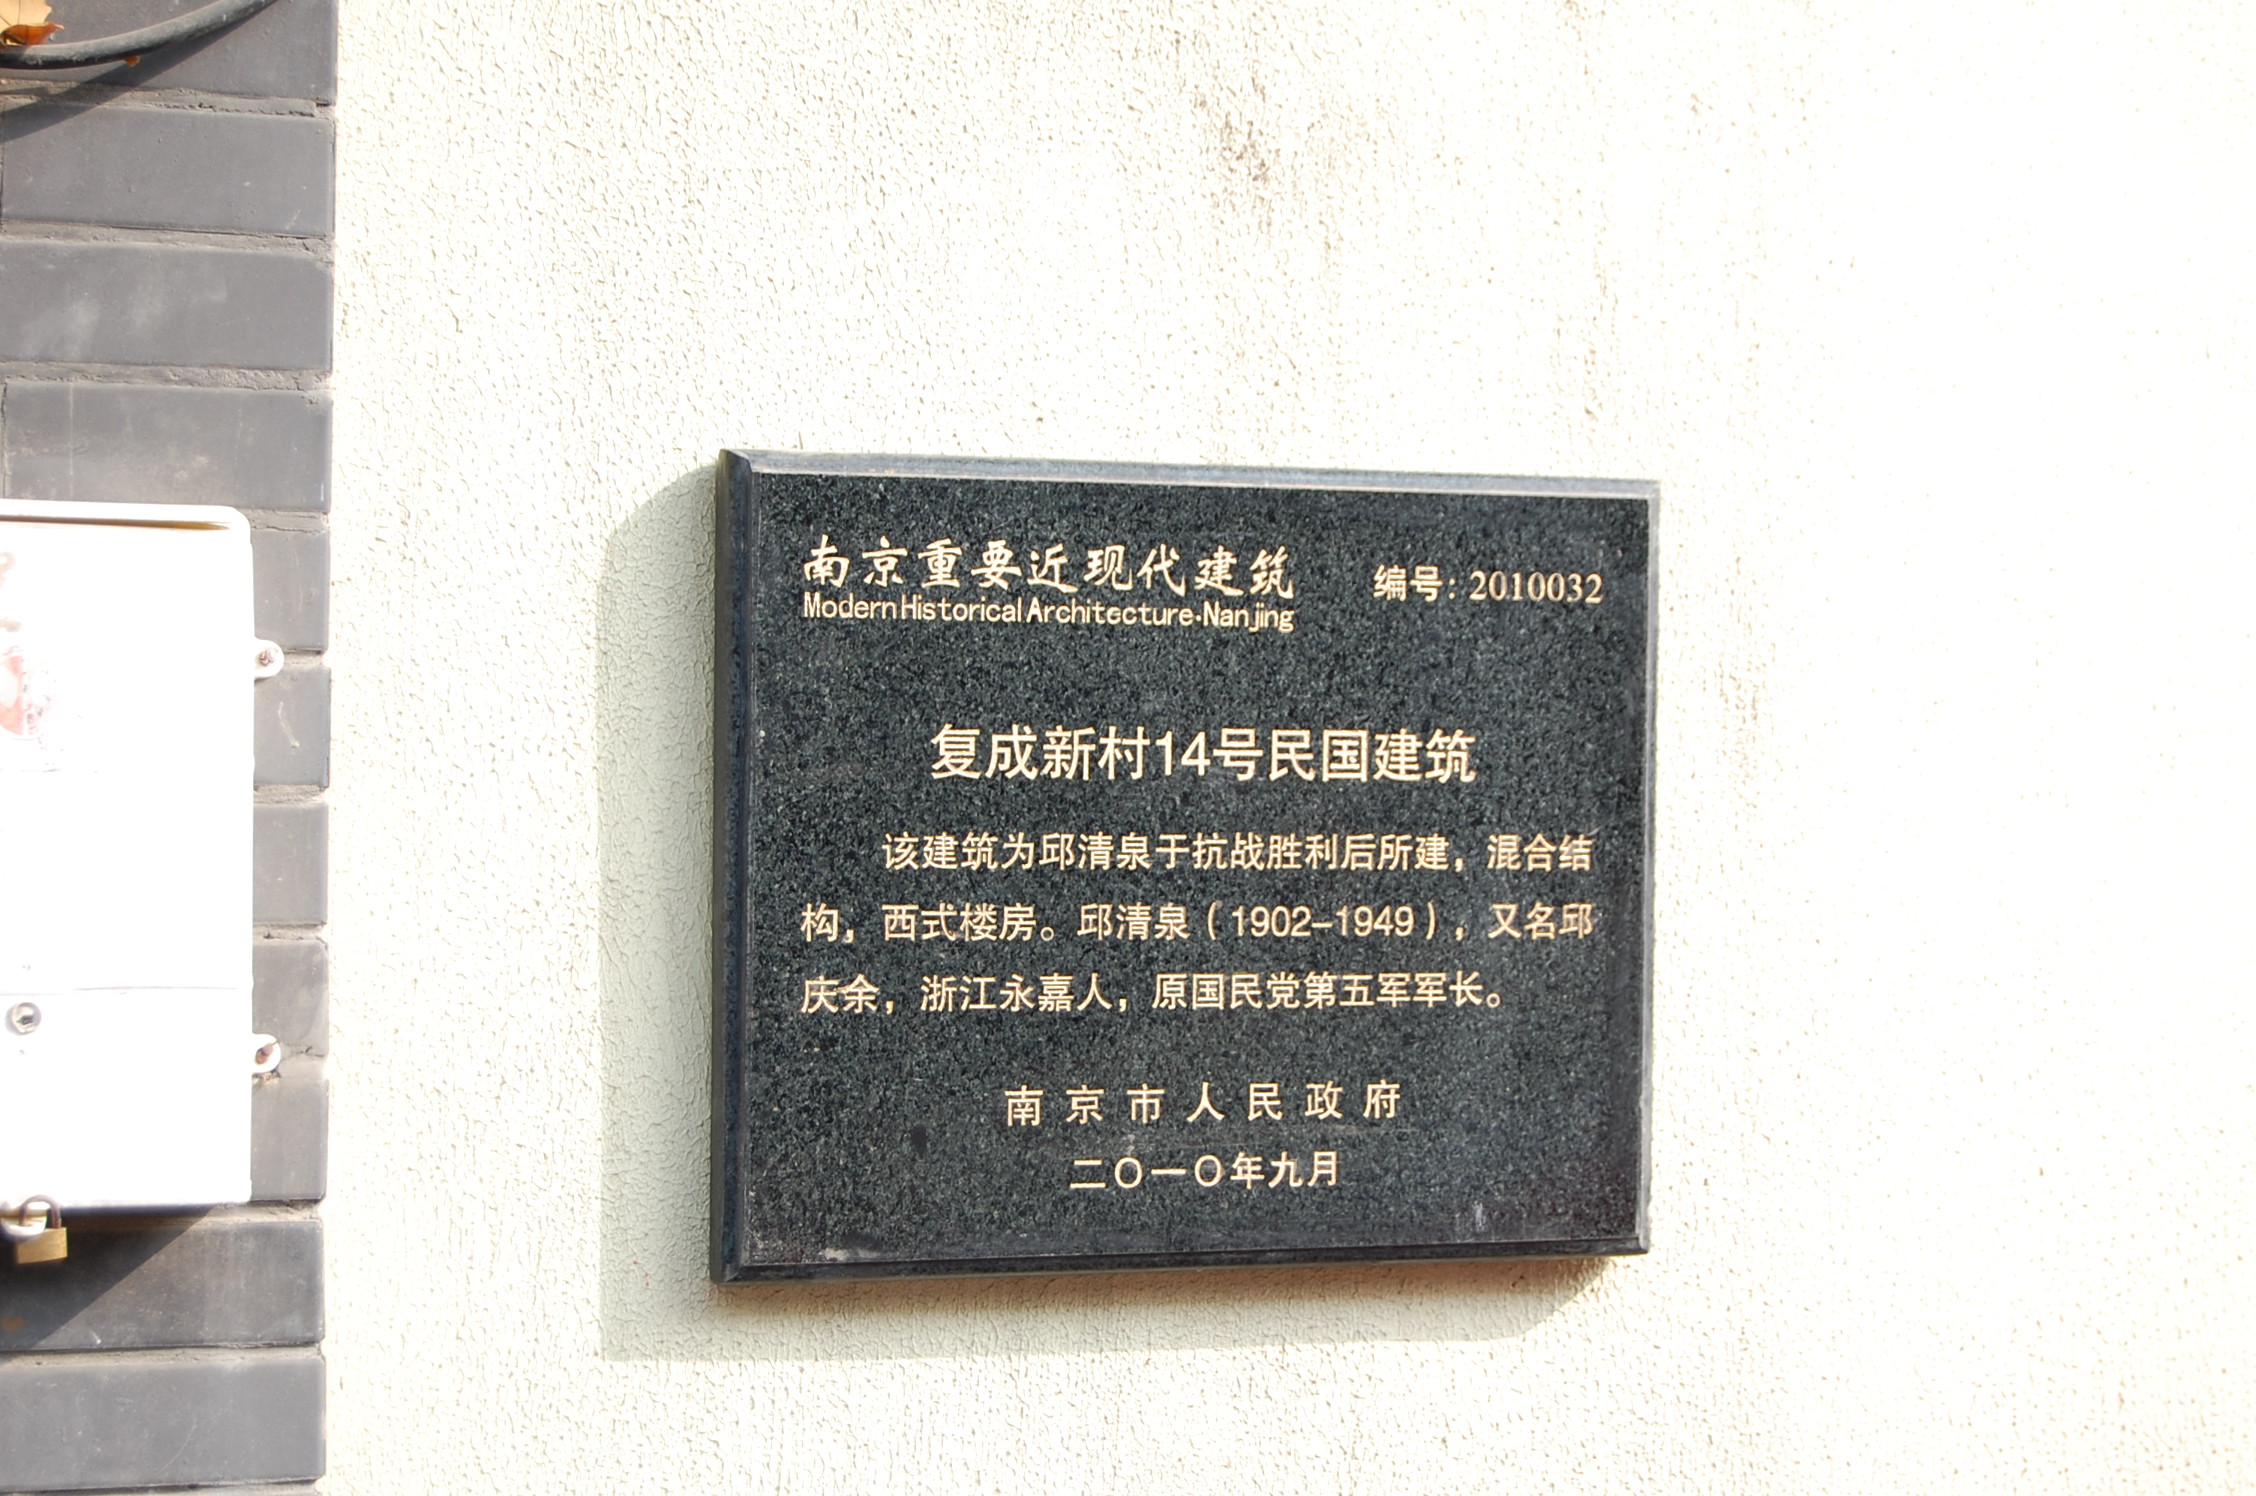 南京重要近现代建筑
编号：2010032
Modern Historical Architecture·Nanjing
复成新村14号民国建筑
该建筑为邱清泉于抗战胜利后所建，混合结
构，西式楼房。邱清泉（1902-1949），又名邱
庆余，浙江永嘉人，原国民党第五军军长。
南京市人民政府
二〇一〇年九月